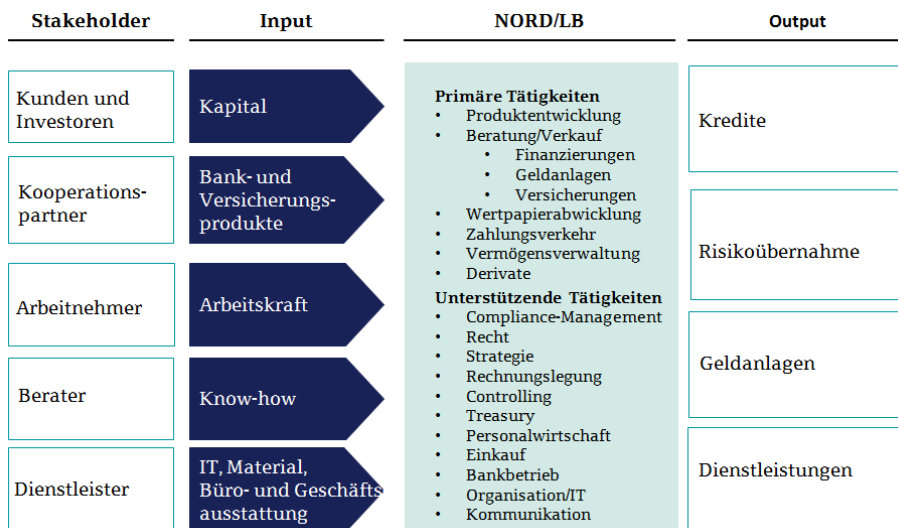 Stakeholder
Input
NORD/LB
Output
Kunden und
Investoren
Kapital
Kooperations-
partner
Bank- und
Versicherungs-
produkte
Arbeitnehmer
Arbeitskraft
Berater
Know-how
Dienstleister
IT, Material,
Büro- und Geschäfts
ausstattung
Primäre Tätigkeiten
• Produktentwicklung
• Beratung/Verkauf
• Finanzierungen
• Geldanlagen
• Versicherungen
• Wertpapierabwicklung
• Zahlungsverkehr
• Vermögensverwaltung
• Derivate
Unterstützende Tätigkeiten
• Compliance-Management
• Recht
• Strategie
• Rechnungslegung
• Controlling
• Treasury
• Personalwirtschaft
• Einkauf
• Bankbetrieb
• Organisation/IT
• Kommunikation
Kredite
Risikoübernahme
Geldanlagen
Dienstleistungen